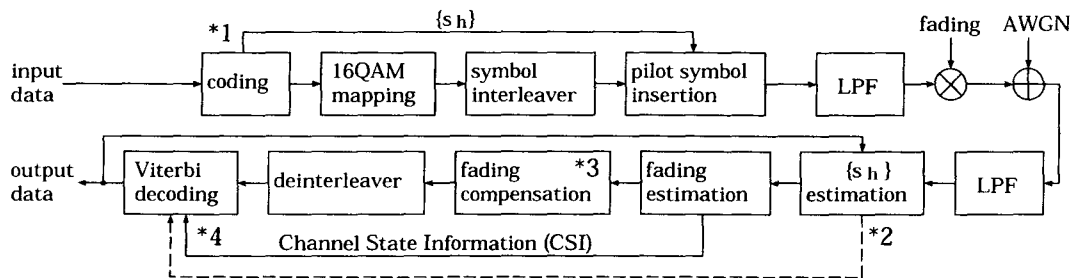 {s h}
fading
AWGN
*1
input
data
coding
16QAM
mapping
symbol
interleaver
pilot symbol
insertion
LPF
output
data
Viterbi
decoding
deinterleaver
fading
compensation
*3
fading
estimation
{s h}
estimation
LPF
*4
Channel State Information (CSI)
*2